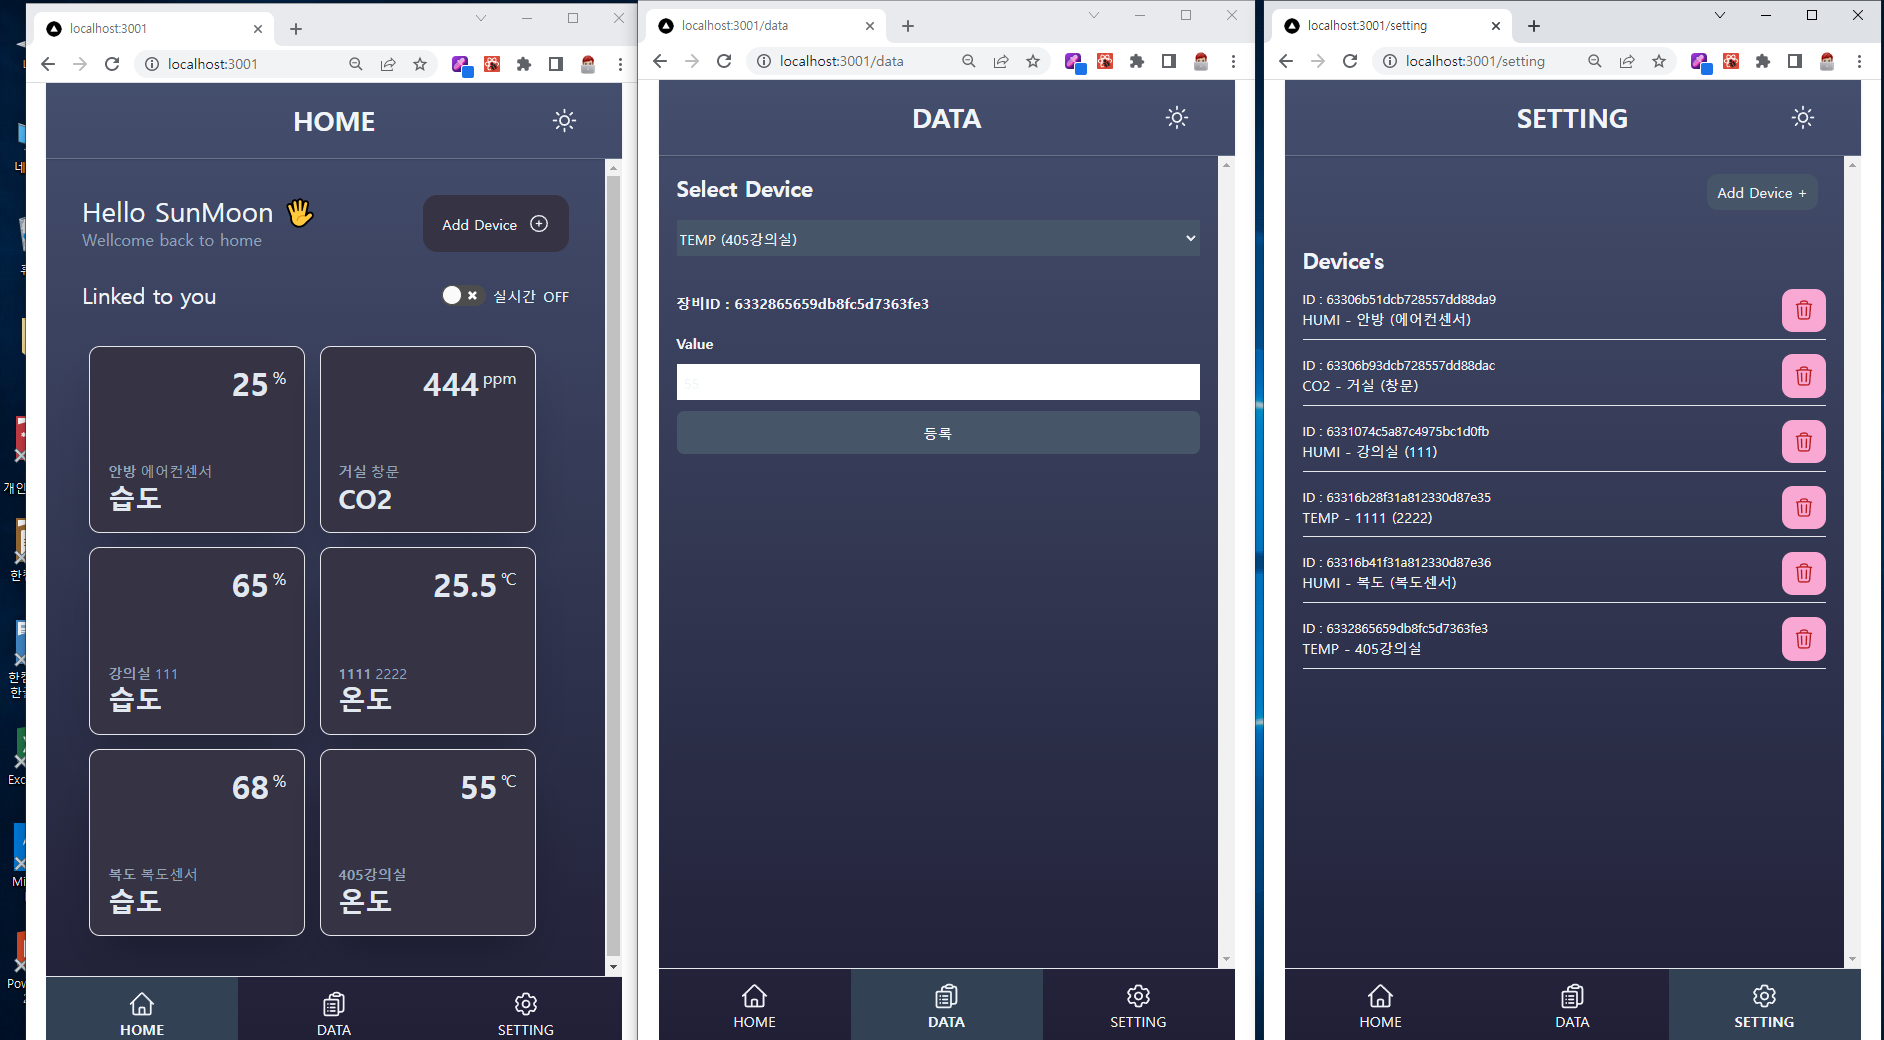 localhost:3001
localhost:3001
HOME
Hello SunMoon 🖐
Wellcome back to home
Add Device
Linked to you
실시간 OFF
25 %
안방 에어컨센서
습도
444 ppm
거실 창문
CO2
65 %
강의실 111
습도
25.5 ℃
1111 2222
온도
68 %
복도 복도센서
습도
55 ℃
405강의실
온도
HOME
DATA
SETTING
localhost:3001/data
localhost:3001/data
DATA
Select Device
TEMP (405강의실)
장비ID : 6332865659db8fc5d7363fe3
Value
55
등록
HOME
DATA
SETTING
localhost:3001/setting
localhost:3001/setting
SETTING
Add Device +
Device's
ID : 63306b51dcb728557dd88da9
HUMI - 안방 (에어컨센서)
ID : 63306b93dcb728557dd88dac
CO2 - 거실 (창문)
ID : 6331074c5a87c4975bc1d0fb
HUMI - 강의실 (111)
ID : 63316b28f31a812330d87e35
TEMP - 1111 (2222)
ID : 63316b41f31a812330d87e36
HUMI - 복도 (복도센서)
ID : 6332865659db8fc5d7363fe3
TEMP - 405강의실
HOME
DATA
SETTING